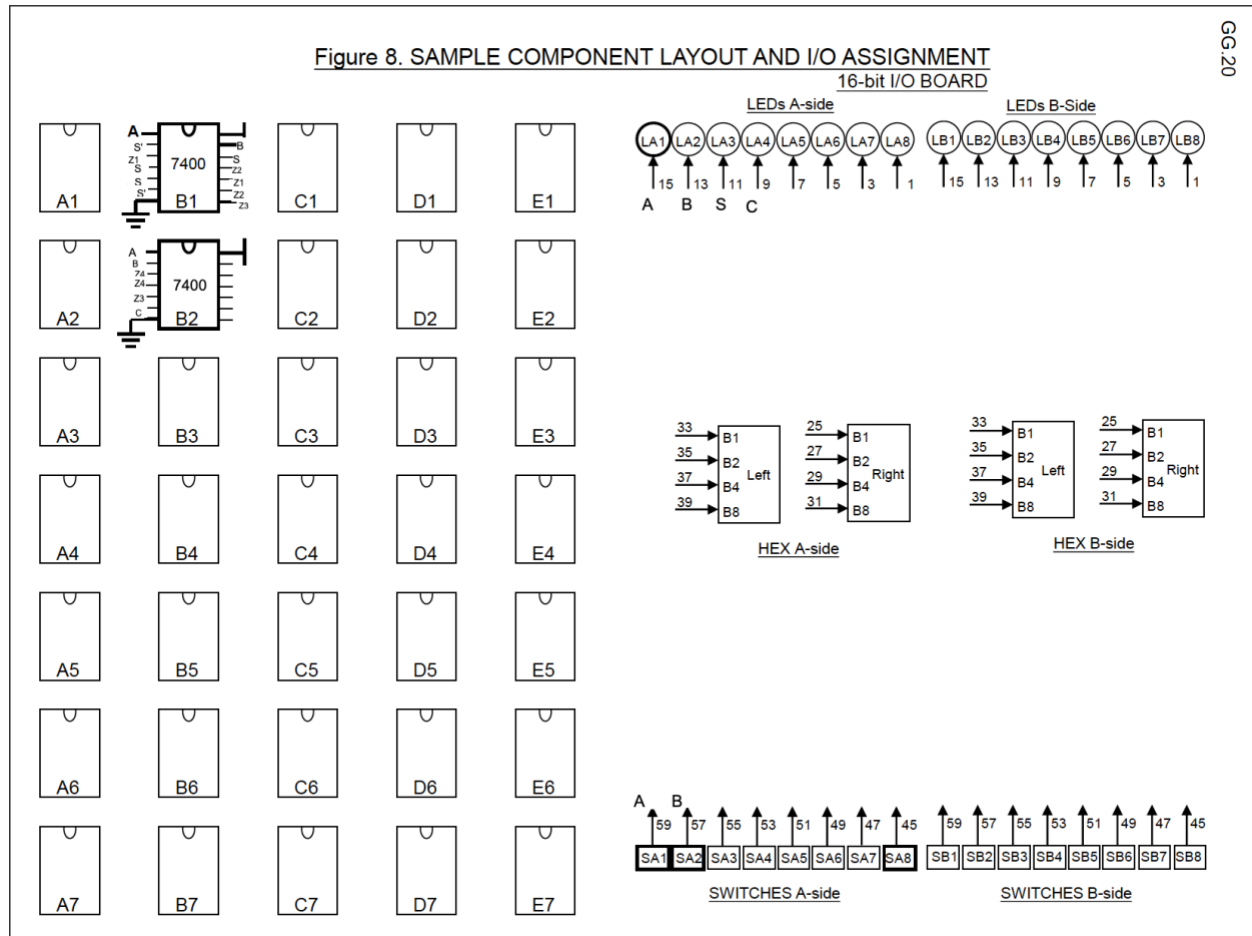 GG.20
Figure 8. SAMPLE COMPONENT LAYOUT AND I/O ASSIGNMENT
16-bit I/O BOARD
LEDs A-side
LEDs B-Side
LA1 LA2 LA3 LA4 LA5 LA6 LA7 LA8
LB1 LB2 LB3 LB4 LB5 LB6 LB7 LB8
15 13 11 9 7 5 3 1
15 13 11 9 7 5 3 1
A B S C
A
S'
Z1
S
S
S'
7400
B
S
Z2
Z1
Z2
Z3
A1 B1 C1 D1 E1
A
B
Z4
Z4
Z3
C
7400
A2 B2 C2 D2 E2
A3 B3 C3 D3 E3
A4 B4 C4 D4 E4
A5 B5 C5 D5 E5
A6 B6 C6 D6 E6
A7 B7 C7 D7 E7
33 B1
35 B2
37 B4
39 B8
Left
25 B1
27 B2
29 B4
31 B8
Right
HEX A-side
33 B1
35 B2
37 B4
39 B8
Left
25 B1
27 B2
29 B4
31 B8
Right
HEX B-side
A B
59 57 55 53 51 49 47 45
59 57 55 53 51 49 47 45
SA1 SA2 SA3 SA4 SA5 SA6 SA7 SA8
SB1 SB2 SB3 SB4 SB5 SB6 SB7 SB8
SWITCHES A-side
SWITCHES B-side